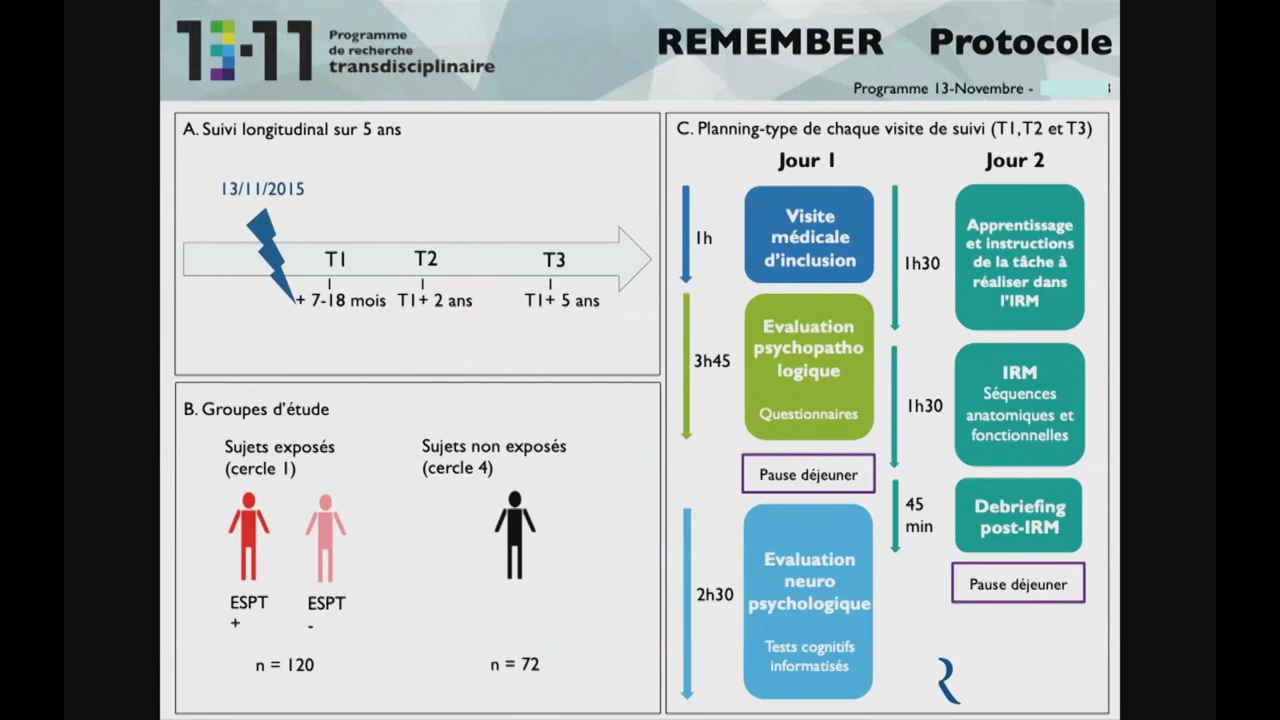 13·11
Programme
de recherche
transdisciplinaire
REMEMBER Protocole
Programme 13-Novembre -
A. Suivi longitudinal sur 5 ans
13/11/2015
T1 T2 T3
+ 7-18 mois T1+ 2 ans T1+ 5 ans
B. Groupes d'étude
Sujets exposés
(cercle 1)
Sujets non exposés
(cercle 4)
ESPT
+
ESPT
-
n = 120
n = 72
C. Planning-type de chaque visite de suivi (T1, T2 et T3)
Jour 1
1h
Visite
médicale
d'inclusion
3h45
Evaluation
psychopatho
logique
Questionnaires
Pause déjeuner
2h30
Evaluation
neuro
psychologique
Tests cognitifs
informatisés
Jour 2
1h30
Apprentissage
et instructions
de la tâche à
réaliser dans
l'IRM
1h30
IRM
Séquences
anatomiques et
fonctionnelles
45
min
Debriefing
post-IRM
Pause déjeuner
R